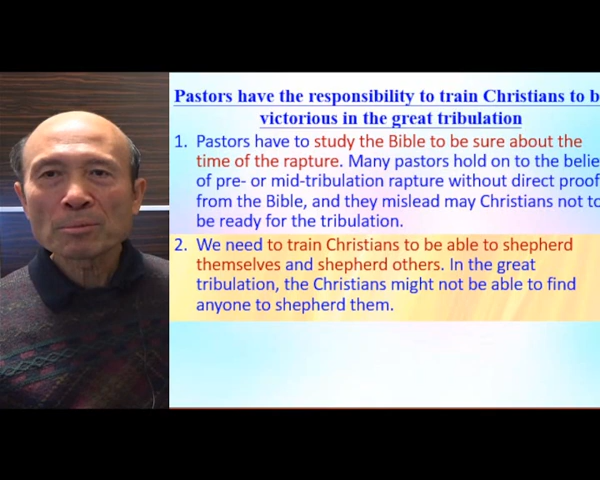 Pastors have the responsibility to train Christians to b
victorious in the great tribulation
1. Pastors have to study the Bible to be sure about the
time of the rapture. Many pastors hold on to the belie
of pre- or mid-tribulation rapture without direct proof
from the Bible, and they mislead may Christians not to
be ready for the tribulation.
2. We need to train Christians to be able to shepherd
themselves and shepherd others. In the great
tribulation, the Christians might not be able to find
anyone to shepherd them.